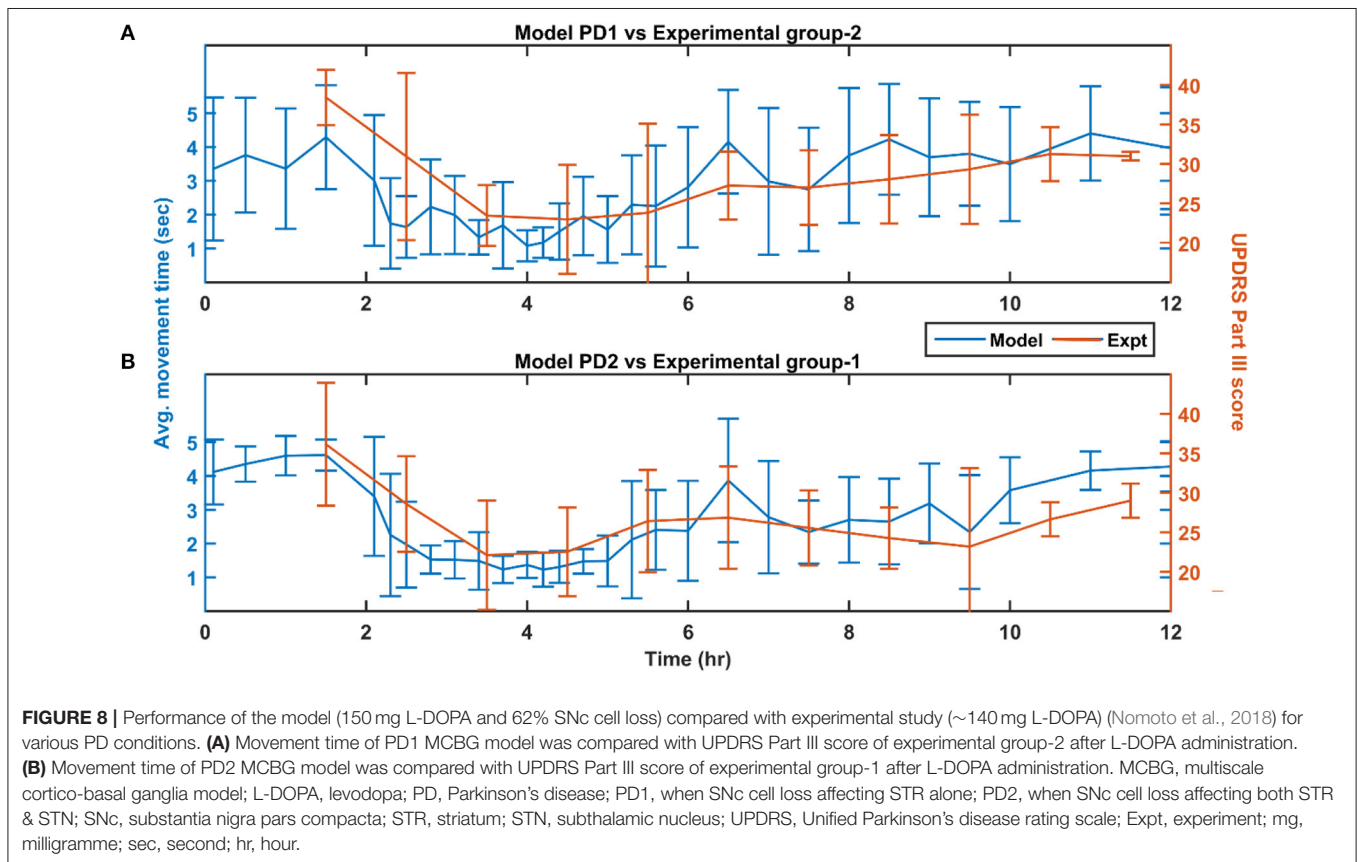 A
Model PD1 vs Experimental group-2
5
4
3
2
1
40
35
30
25
20
0 2 4 6 8 10 12
Model Expt
B
Model PD2 vs Experimental group-1
Avg. movement time (sec)
UPDRS Part III score
5
4
3
2
1
40
35
30
25
20
0 2 4 6 8 10 12
Time (hr)
FIGURE 8 | Performance of the model (150 mg L-DOPA and 62% SNc cell loss) compared with experimental study (∼140 mg L-DOPA) (Nomoto et al., 2018) for
various PD conditions. (A) Movement time of PD1 MCBG model was compared with UPDRS Part III score of experimental group-2 after L-DOPA administration.
(B) Movement time of PD2 MCBG model was compared with UPDRS Part III score of experimental group-1 after L-DOPA administration. MCBG, multiscale
cortico-basal ganglia model; L-DOPA, levodopa; PD, Parkinson's disease; PD1, when SNc cell loss affecting STR alone; PD2, when SNc cell loss affecting both STR
& STN; SNc, substantia nigra pars compacta; STR, striatum; STN, subthalamic nucleus; UPDRS, Unified Parkinson's disease rating scale; Expt, experiment; mg,
milligramme; sec, second; hr, hour.